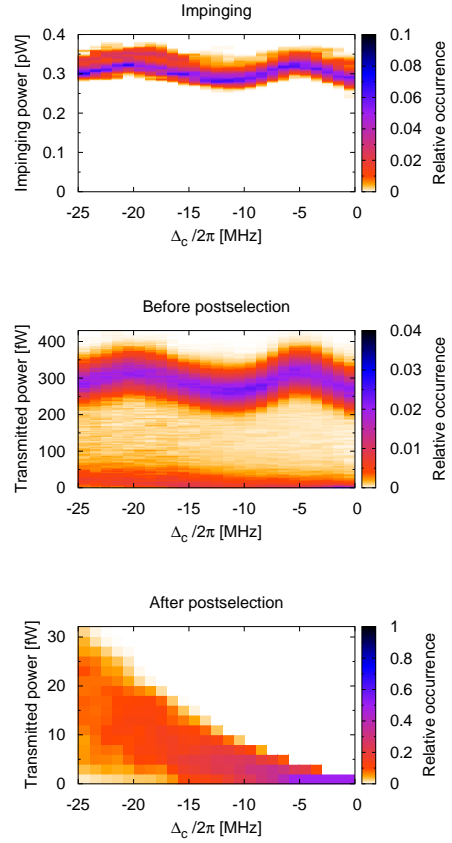 Impinging
Impinging power [pW]
0.4
0.3
0.2
0.1
0
-25 -20 -15 -10 -5 0
Δc /2π [MHz]
0.1
0.08
0.06
0.04
0.02
0
Relative occurrence
Before postselection
Transmitted power [fW]
400
300
200
100
0
-25 -20 -15 -10 -5 0
Δc /2π [MHz]
0.04
0.03
0.02
0.01
0
Relative occurrence
After postselection
Transmitted power [fW]
30
20
10
0
-25 -20 -15 -10 -5 0
Δc /2π [MHz]
1
0.8
0.6
0.4
0.2
0
Relative occurrence